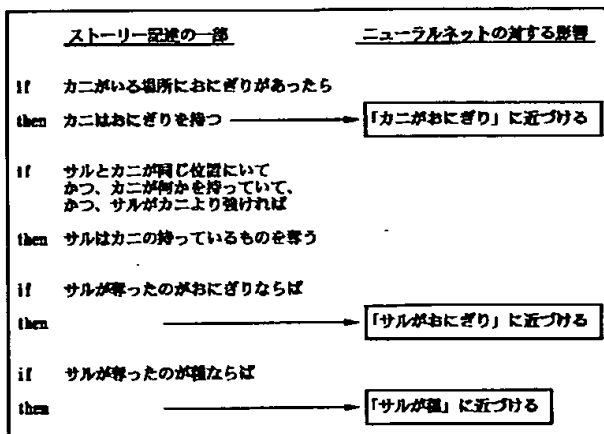 ストーリー記述の一部　ニューラルネットの対する影響
if　カニがいる場所におにぎりがあったら
then　カニはおにぎりを持つ　「カニがおにぎり」に近づける
if　サルとカニが同じ位置にいて
かつ、カニが何かを持っていて、
かつ、サルがカニより強ければ
then　サルはカニの持っているものを奪う
if　サルが奪ったのがおにぎりならば
then　「サルがおにぎり」に近づける
if　サルが奪ったのが種ならば
then　「サルが種」に近づける